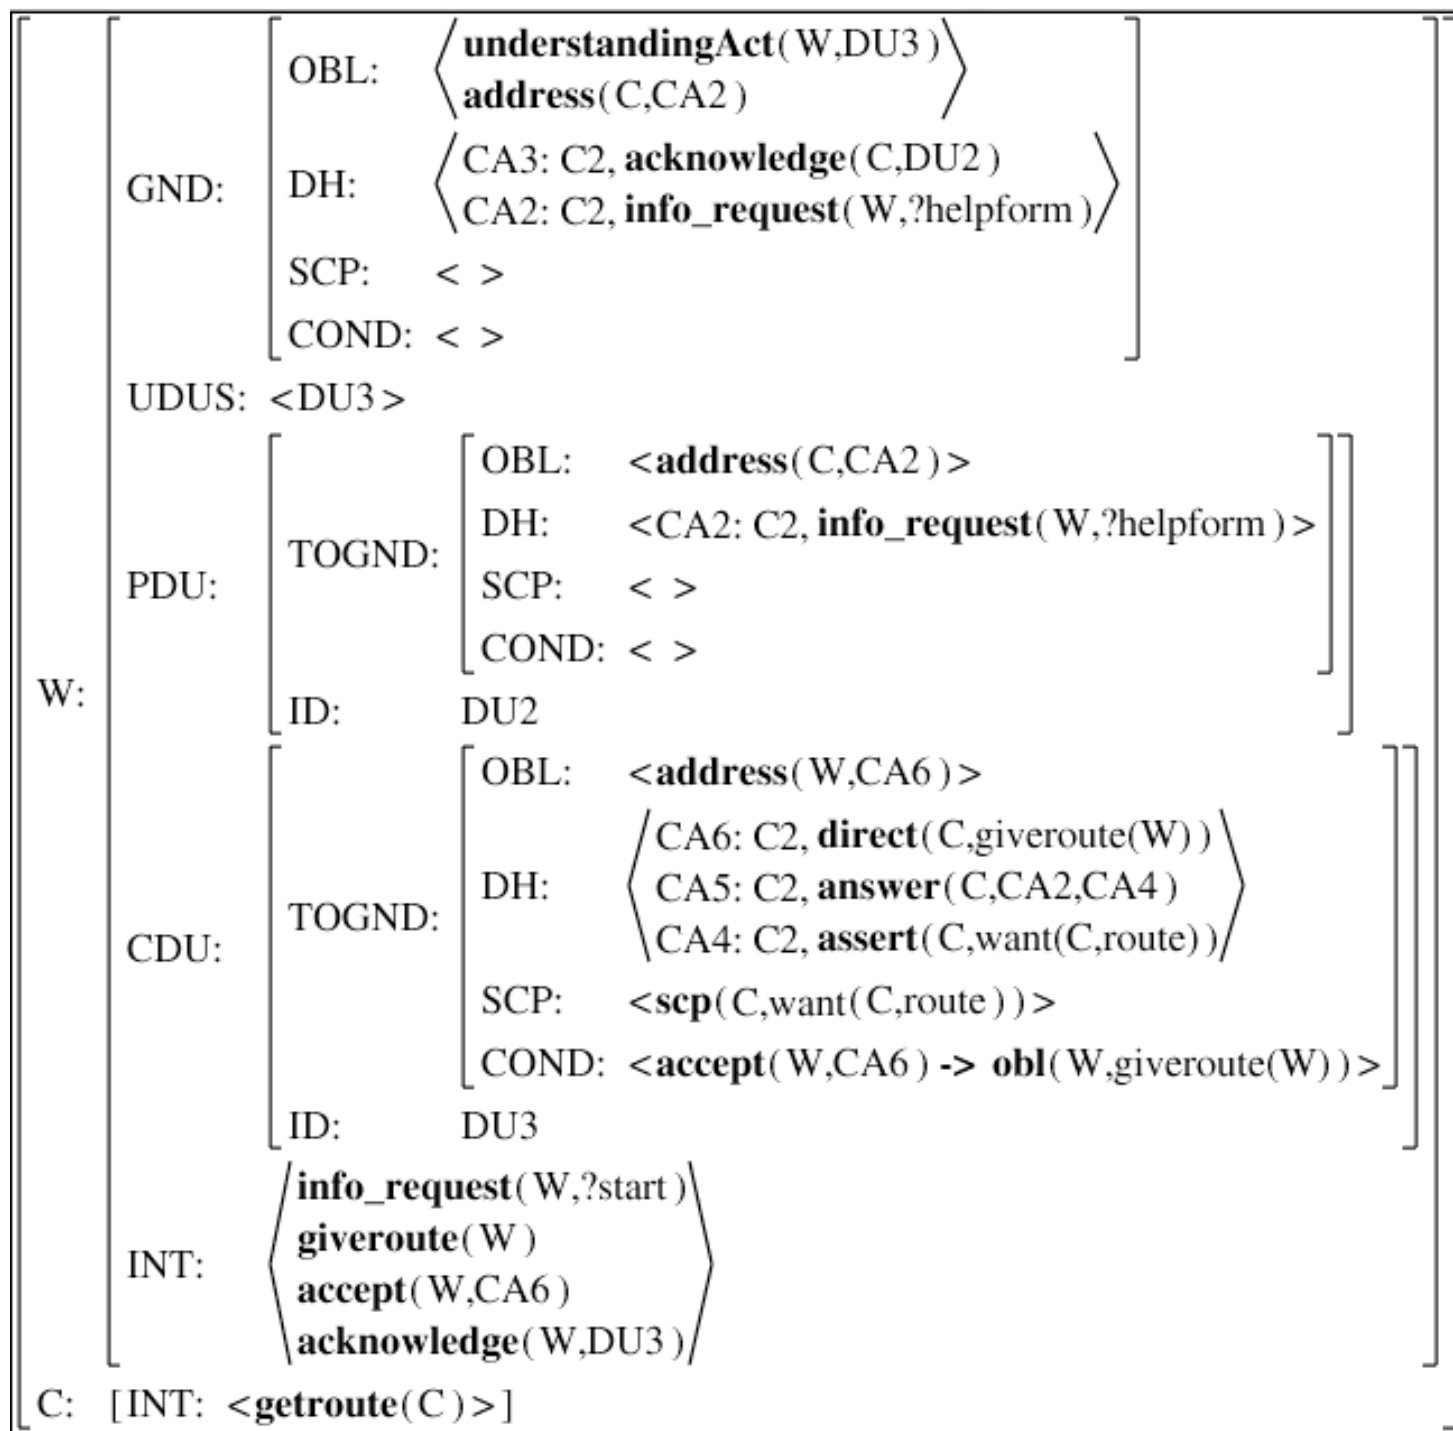 OBL: understandingAct(W,DU3)
address(C,CA2)
GND: DH: CA3: C2, acknowledge(C,DU2)
CA2: C2, info_request(W,?helpform)
SCP: < >
COND: < >
UDUS: <DU3>
OBL: <address(C,CA2)>
DH: <CA2: C2, info_request(W,?helpform)>
TOGND:
PDU: SCP: < >
COND: < >
W: ID: DU2
OBL: <address(W,CA6)>
CA6: C2, direct(C,giveroute(W))
DH: CA5: C2, answer(C,CA2,CA4)
TOGND: CA4: C2, assert(C,want(C,route))
CDU:
SCP: <scp(C,want(C,route))>
COND: <accept(W,CA6) -> obl(W,giveroute(W))>
ID: DU3
info_request(W,?start)
giveroute(W)
INT:
accept(W,CA6)
acknowledge(W,DU3)
C: [INT: <getroute(C)>]